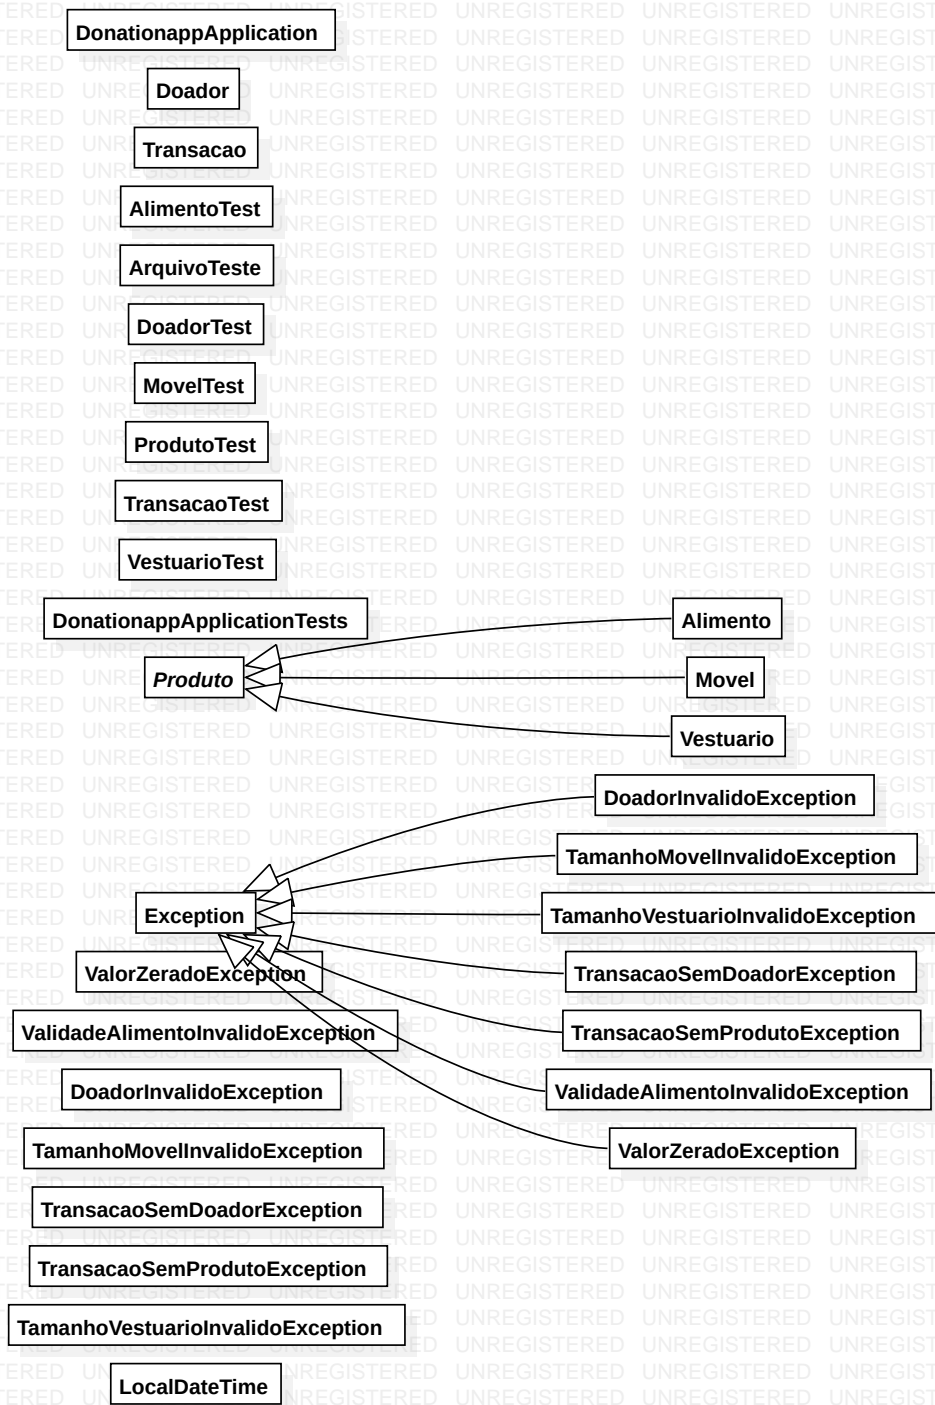 DonationappApplication
Doador
Transacao
AlimentoTest
ArquivoTeste
DoadorTest
MovelTest
ProdutoTest
TransacaoTest
VestuarioTest
DonationappApplicationTests
Alimento
Produto
Movel
Vestuario
DoadorInvalidoException
TamanhoMovelInvalidoException
Exception
TamanhoVestuarioInvalidoException
ValorZeradoException
TransacaoSemDoadorException
ValidadeAlimentoInvalidoException
TransacaoSemProdutoException
DoadorInvalidoException
ValidadeAlimentoInvalidoException
TamanhoMovelInvalidoException
ValorZeradoException
TransacaoSemDoadorException
TransacaoSemProdutoException
TamanhoVestuarioInvalidoException
LocalDateTime
UNREGISTERED